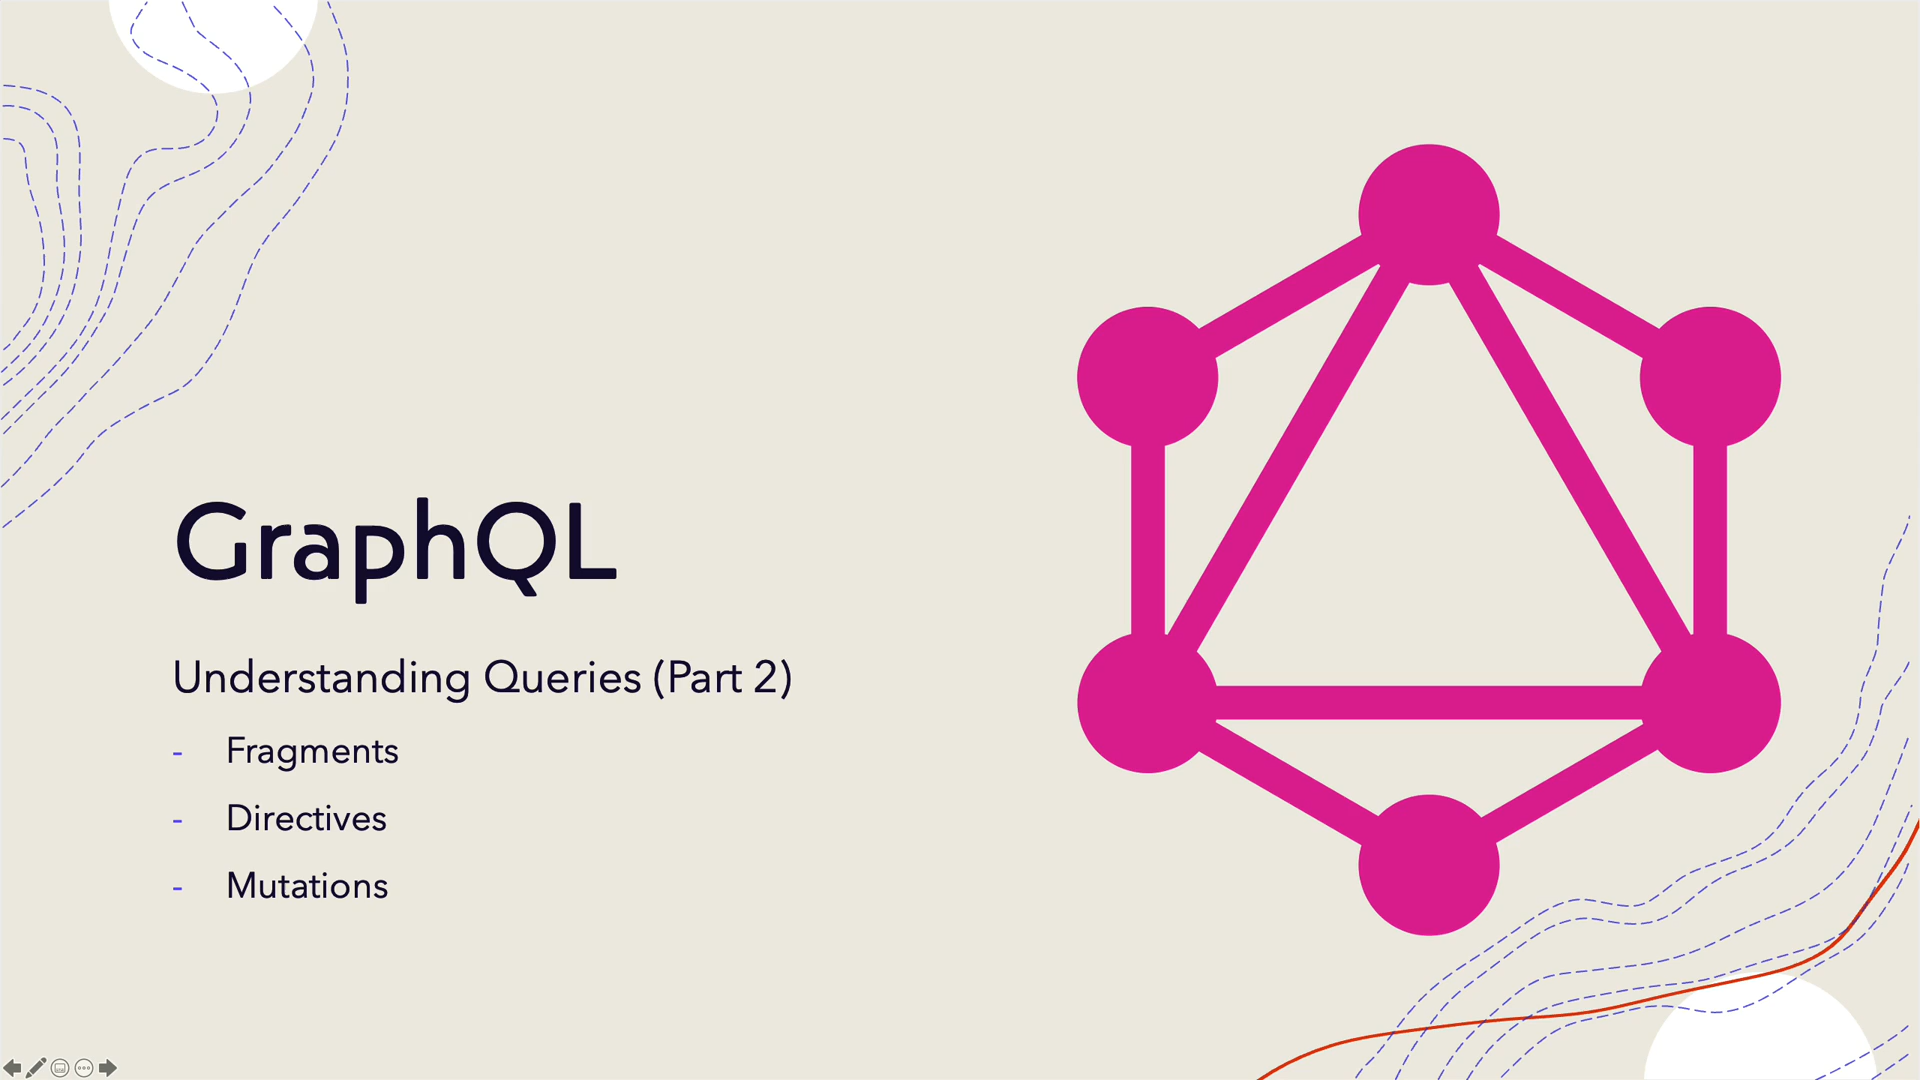 GraphQL
Understanding Queries (Part 2)
- Fragments
- Directives
- Mutations